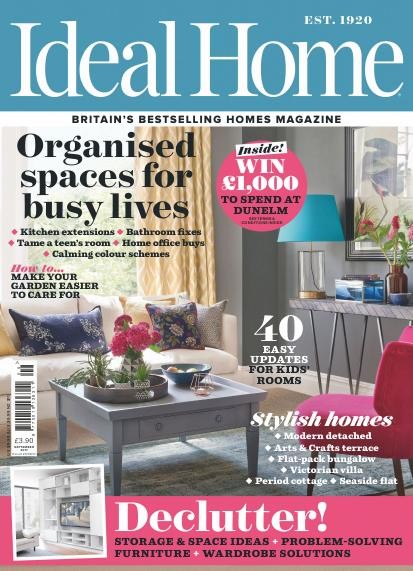 EST. 1920
Ideal Home
BRITAIN'S BESTSELLING HOMES MAGAZINE
Organised
spaces for
busy lives
◆ Kitchen extensions ◆ Bathroom fixes
◆ Tame a teen's room ◆ Home office buys
◆ Calming colour schemes
How to...
MAKE YOUR
GARDEN EASIER
TO CARE FOR
Inside!
WIN
£1,000
TO SPEND AT
DUNELM
40
EASY
UPDATES
FOR KIDS'
ROOMS
£3.90
Stylish homes
◆ Modern detached
◆ Arts & Crafts terrace
◆ Flat-pack bungalow
◆ Victorian villa
◆ Period cottage ◆ Seaside flat
Declutter!
STORAGE & SPACE IDEAS + PROBLEM-SOLVING
FURNITURE + WARDROBE SOLUTIONS